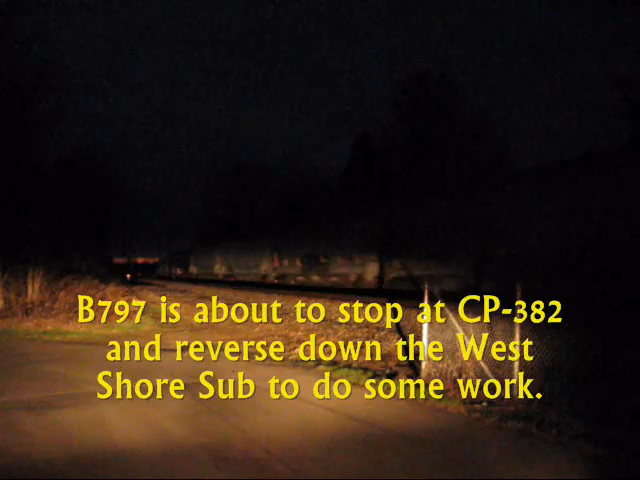 B797 is about to stop at CP-382
and reverse down the West
Shore Sub to do some work.